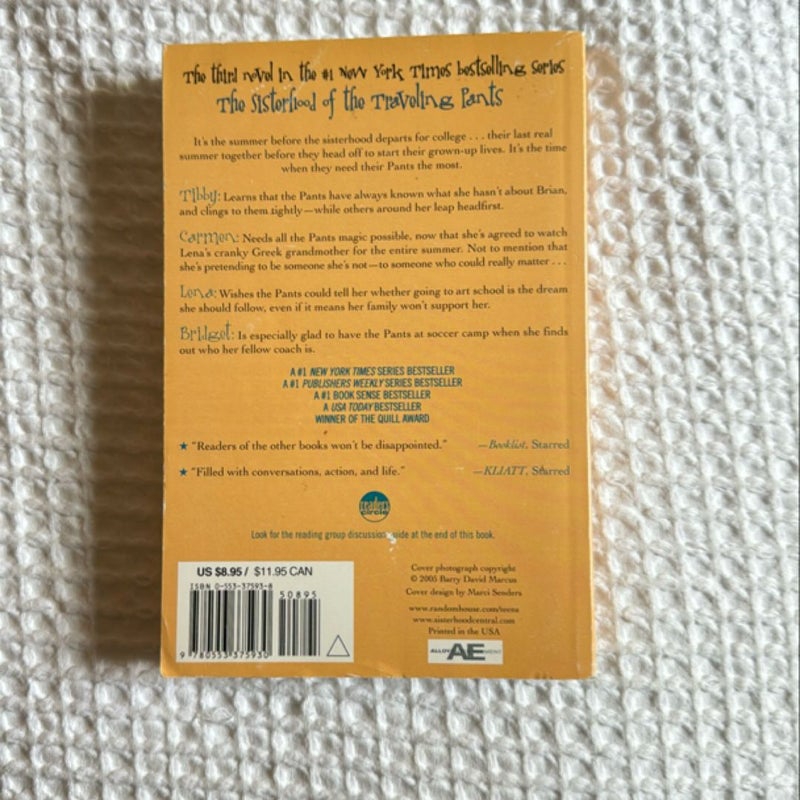 The third novel in the #1 New York Times bestselling series
The Sisterhood of the Traveling Pants
It's the summer before the sisterhood departs for college . . . their last real
summer together before they head off to start their grown-up lives. It's the time
when they need their Pants the most.
Tibby: Learns that the Pants have always known what she hasn't about Brian,
and clings to them tightly—while others around her leap headfirst.
Carmen: Needs all the Pants magic possible, now that she's agreed to watch
Lena's cranky Greek grandmother for the entire summer. Not to mention that
she's pretending to be someone she's not—to someone who could really matter . . .
Lena: Wishes the Pants could tell her whether going to art school is the dream
she should follow, even if it means her family won't support her.
Bridget: Is especially glad to have the Pants at soccer camp when she finds
out who her fellow coach is.
A #1 NEW YORK TIMES SERIES BESTSELLER
A #1 PUBLISHERS WEEKLY SERIES BESTSELLER
A #1 BOOK SENSE BESTSELLER
A USA TODAY BESTSELLER
WINNER OF THE QUILL AWARD
★ "Readers of the other books won't be disappointed." —Booklist, Starred
★ "Filled with conversations, action, and life." —KLIATT, Starred
readers
circle
Look for the reading group discussion guide at the end of this book.
US $8.95 / $11.95 CAN
ISBN 0-553-37593-8
50895
9 780553 375930
Cover photograph copyright
© 2005 Barry David Marcus
Cover design by Marci Senders
www.randomhouse.com/teens
www.sisterhoodcentral.com
Printed in the USA
ALLOY AE